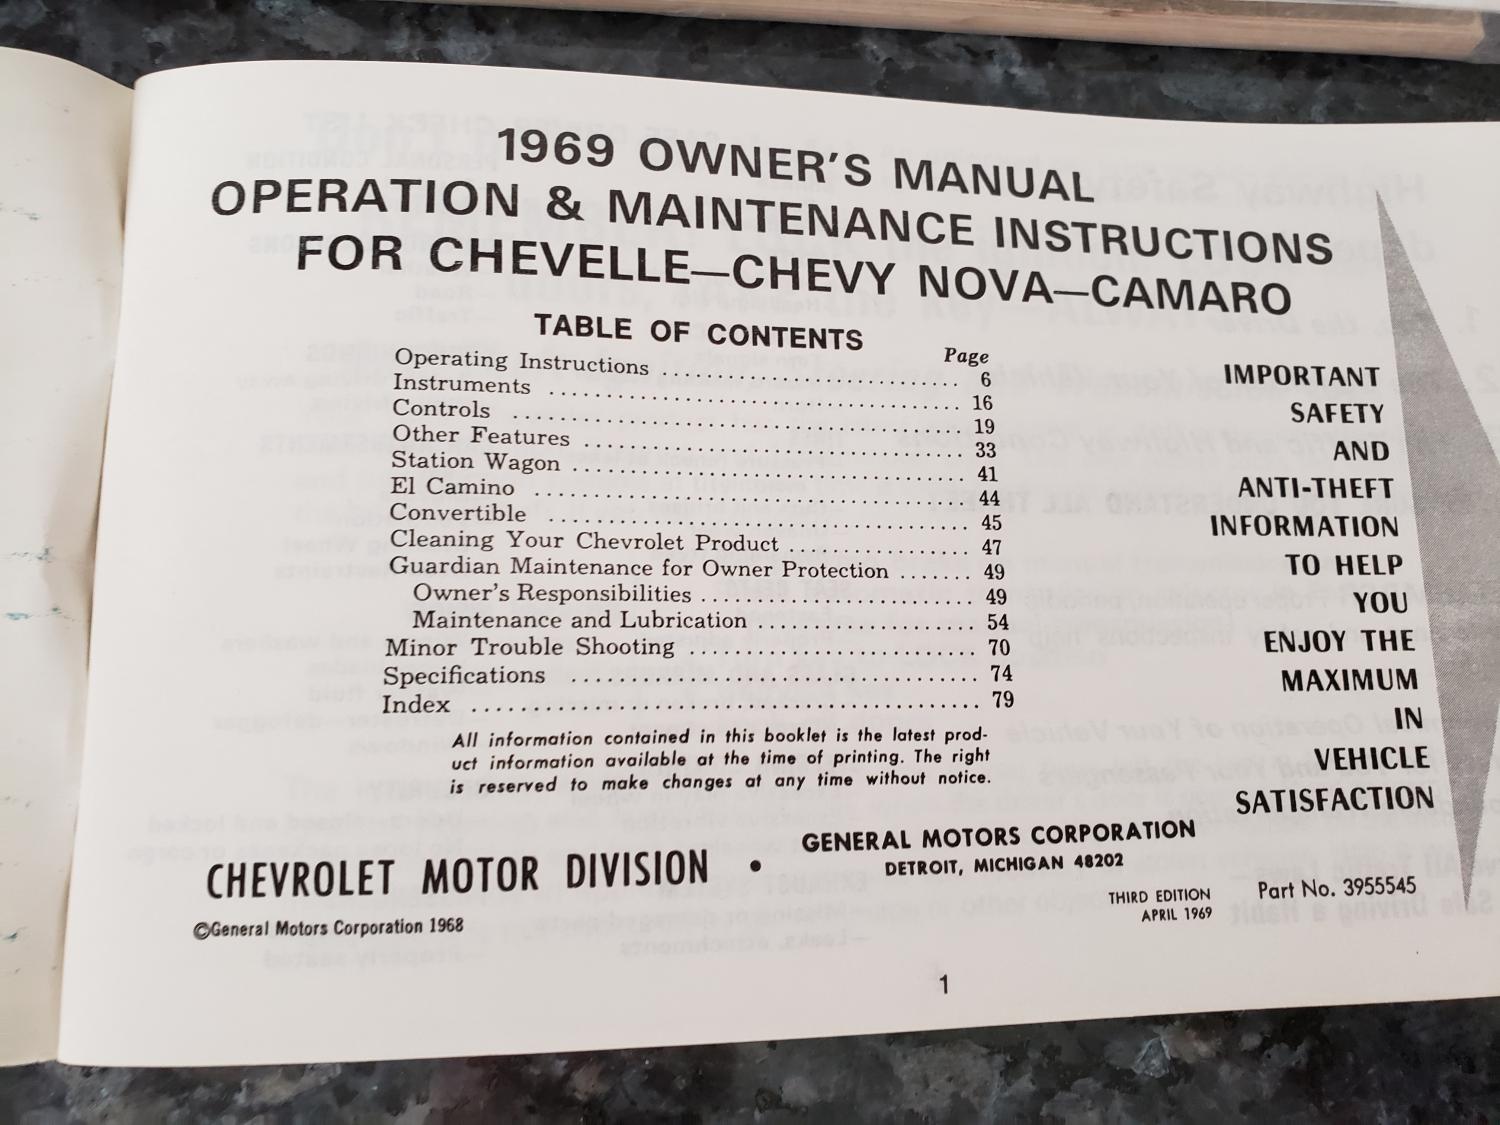 1969 OWNER'S MANUAL
OPERATION & MAINTENANCE INSTRUCTIONS
FOR CHEVELLE—CHEVY NOVA—CAMARO
TABLE OF CONTENTS
Page
Operating Instructions ........................ 6
Instruments ........................ 16
Controls ........................ 19
Other Features ........................ 33
Station Wagon ........................ 41
El Camino ........................ 44
Convertible ........................ 45
Cleaning Your Chevrolet Product .......... 47
Guardian Maintenance for Owner Protection ....... 49
Owner's Responsibilities ................ 49
Maintenance and Lubrication ............. 54
Minor Trouble Shooting .................. 70
Specifications ........................ 74
Index ........................ 79
All information contained in this booklet is the latest prod-
uct information available at the time of printing. The right
is reserved to make changes at any time without notice.
IMPORTANT
SAFETY
AND
ANTI-THEFT
INFORMATION
TO HELP
YOU
ENJOY THE
MAXIMUM
IN
VEHICLE
SATISFACTION
CHEVROLET MOTOR DIVISION •
GENERAL MOTORS CORPORATION
DETROIT, MICHIGAN 48202
©General Motors Corporation 1968
THIRD EDITION
APRIL 1969
Part No. 3955545
1